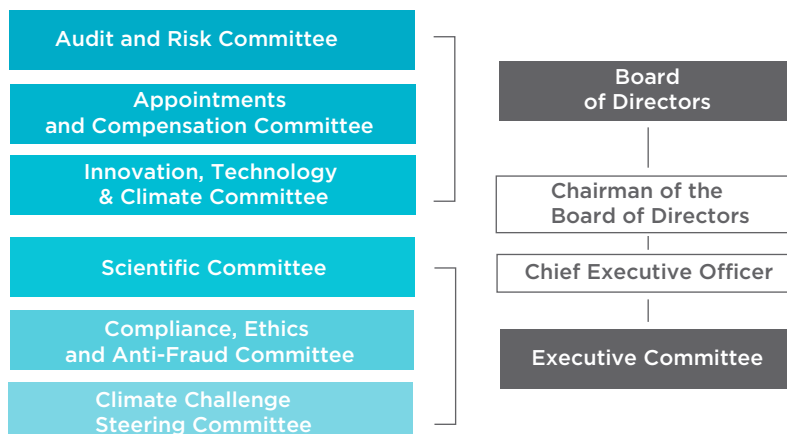 Audit and Risk Committee
Appointments
and Compensation Committee
Innovation, Technology
& Climate Committee
Scientific Committee
Compliance, Ethics
and Anti-Fraud Committee
Climate Challenge
Steering Committee
Board
of Directors
Chairman of the
Board of Directors
Chief Executive Officer
Executive Committee